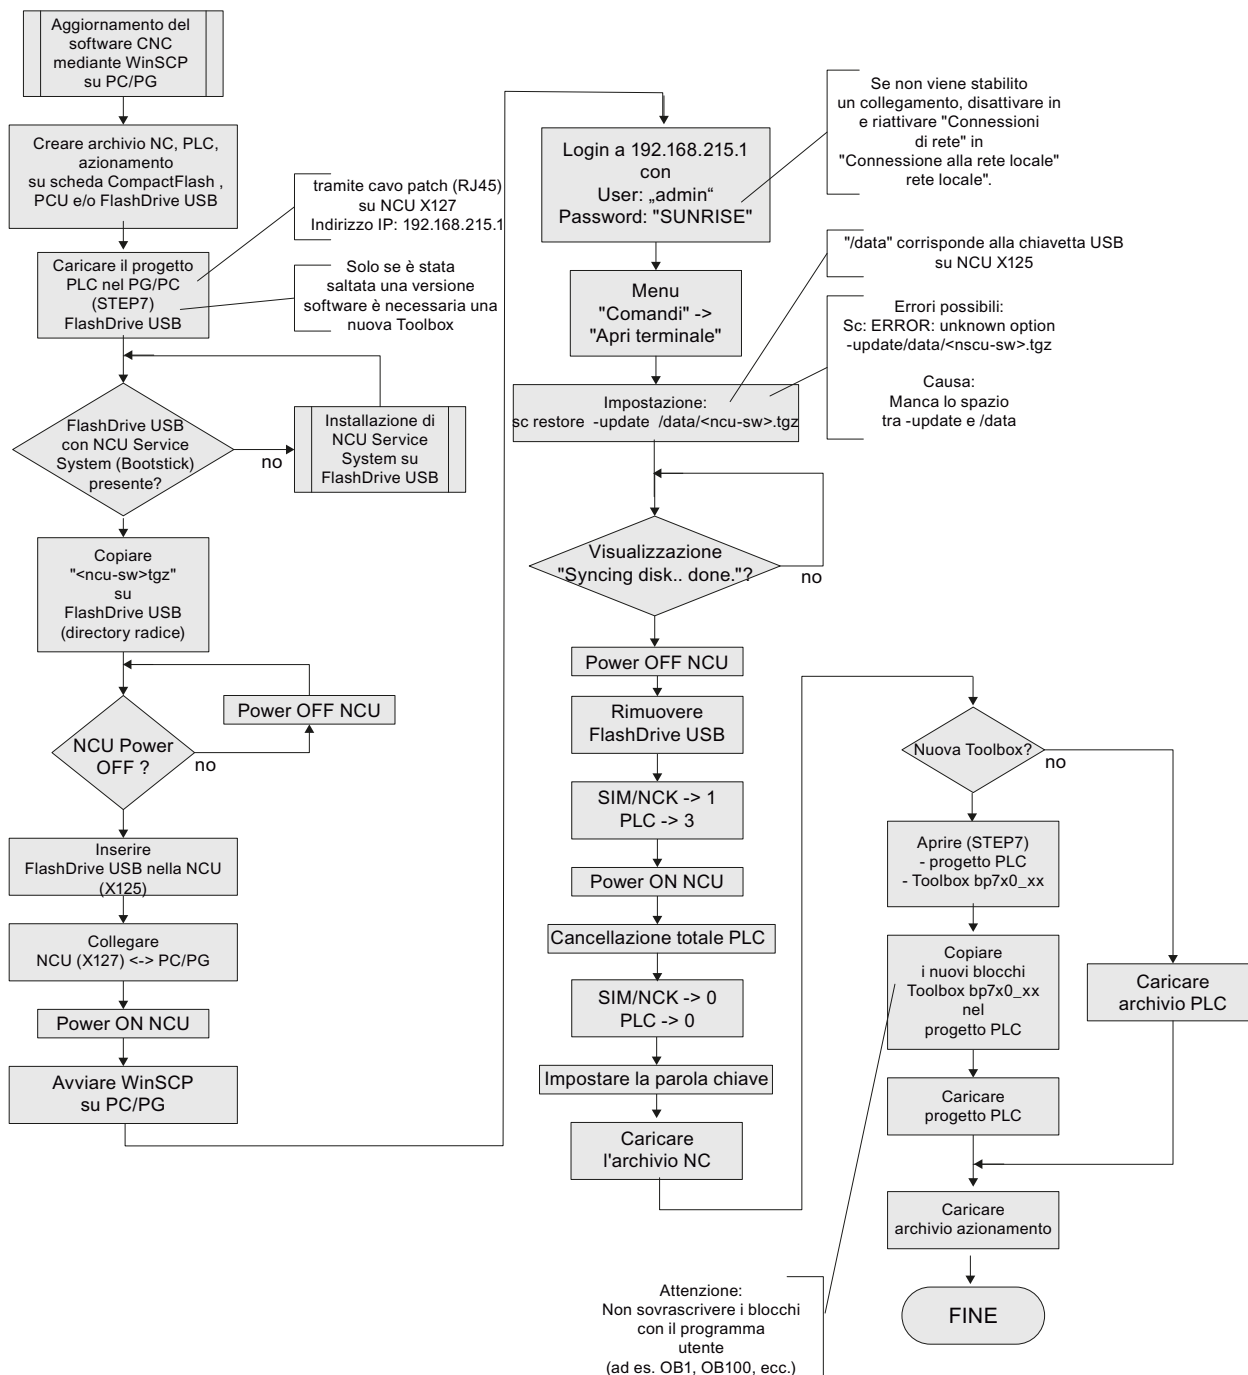 Aggiornamento del
software CNC
mediante WinSCP
su PC/PG
Creare archivio NC, PLC,
azionamento
su scheda CompactFlash ,
PCU e/o FlashDrive USB
tramite cavo patch (RJ45)
su NCU X127
Indirizzo IP: 192.168.215.1
Caricare il progetto
PLC nel PG/PC
(STEP7)
FlashDrive USB
Solo se è stata
saltata una versione
software è necessaria una
nuova Toolbox
FlashDrive USB
con NCU Service
System (Bootstick)
presente?
no
Installazione di
NCU Service
System su
FlashDrive USB
Copiare
"<ncu-sw>tgz"
su
FlashDrive USB
(directory radice)
Power OFF NCU
NCU Power
OFF ?
no
Inserire
FlashDrive USB nella NCU
(X125)
Collegare
NCU (X127) <-> PC/PG
Power ON NCU
Avviare WinSCP
su PC/PG
Login a 192.168.215.1
con
User: „admin“
Password: "SUNRISE"
Se non viene stabilito
un collegamento, disattivare in
e riattivare "Connessioni
di rete" in
"Connessione alla rete locale"
rete locale".
Menu
"Comandi" ->
"Apri terminale"
"/data" corrisponde alla chiavetta USB
su NCU X125
Impostazione:
sc restore -update /data/<ncu-sw>.tgz
Errori possibili:
Sc: ERROR: unknown option
-update/data/<nscu-sw>.tgz
Causa:
Manca lo spazio
tra -update e /data
Visualizzazione
"Syncing disk.. done."?
no
Power OFF NCU
Rimuovere
FlashDrive USB
SIM/NCK -> 1
PLC -> 3
Power ON NCU
Cancellazione totale PLC
SIM/NCK -> 0
PLC -> 0
Impostare la parola chiave
Caricare
l'archivio NC
Nuova Toolbox?
no
Aprire (STEP7)
- progetto PLC
- Toolbox bp7x0_xx
Copiare
i nuovi blocchi
Toolbox bp7x0_xx
nel
progetto PLC
Caricare
archivio PLC
Caricare
progetto PLC
Caricare
archivio azionamento
FINE
Attenzione:
Non sovrascrivere i blocchi
con il programma
utente
(ad es. OB1, OB100, ecc.)